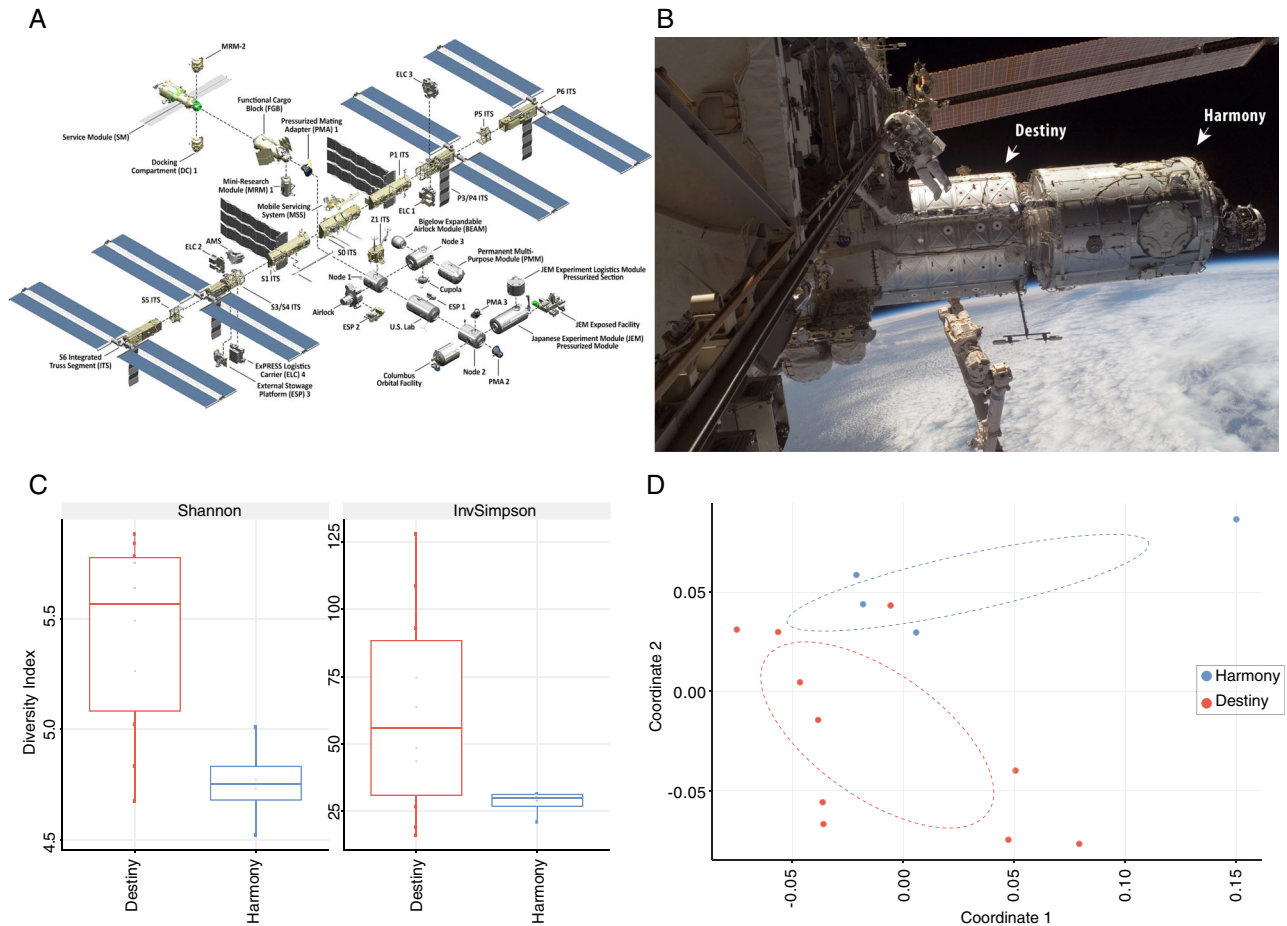 A
MRM-2
Service Module (SM)
Docking
Compartment (DC) 1
Functional Cargo
Block (FGB)
Pressurized Mating
Adapter (PMA) 1
Mini-Research
Module (MRM) 1
Mobile Servicing
System (MSS)
ELC 3
P6 ITS
P5 ITS
P1 ITS
P3/P4 ITS
ELC 1
Z1 ITS
S0 ITS
S1 ITS
AMS
ELC 2
S3/S4 ITS
S5 ITS
S6 Integrated
Truss Segment (ITS)
ExPRESS Logistics
Carrier (ELC) 4
External Stowage
Platform (ESP) 3
Bigelow Expandable
Airlock Module (BEAM)
Node 3
Permanent Multi-
Purpose Module (PMM)
Node 1
Cupola
JEM Experiment Logistics Module
Pressurized Section
Airlock
ESP 1
PMA 3
ESP 2
U.S. Lab
JEM Exposed Facility
Japanese Experiment Module (JEM)
Pressurized Module
Node 2
Columbus
Orbital Facility
PMA 2
B
Destiny
Harmony
C
Shannon
InvSimpson
Diversity Index
5.5
5.0
4.5
125
100
75
50
25
Destiny
Harmony
Destiny
Harmony
D
Coordinate 2
0.05
0.00
-0.05
-0.05
0.00
0.05
0.10
0.15
Coordinate 1
Harmony
Destiny